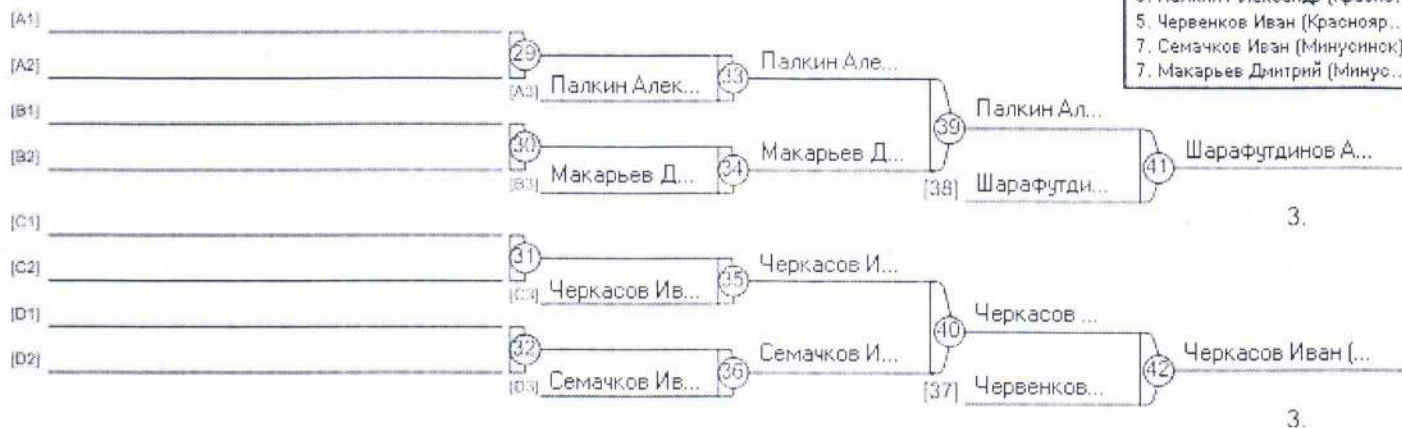 5. Червенков Иван (Краснояр...
7. Семачков Иван (Минусинск)
7. Макарьев Дмитрий (Минус...
[A1]
[A2]
29
[A3] Палкин Алек...
33
Палкин Але...
[B1]
[B2]
30
[B3] Макарьев Д...
34
Макарьев Д...
39
Палкин Ал...
[38] Шарафутди...
41
Шарафутдинов А...
3.
[C1]
[C2]
31
[C3] Черкасов Ив...
35
Черкасов И...
[D1]
[D2]
32
[D3] Семачков Ив...
36
Семачков И...
40
Черкасов ...
[37] Червенков...
42
Черкасов Иван (...
3.